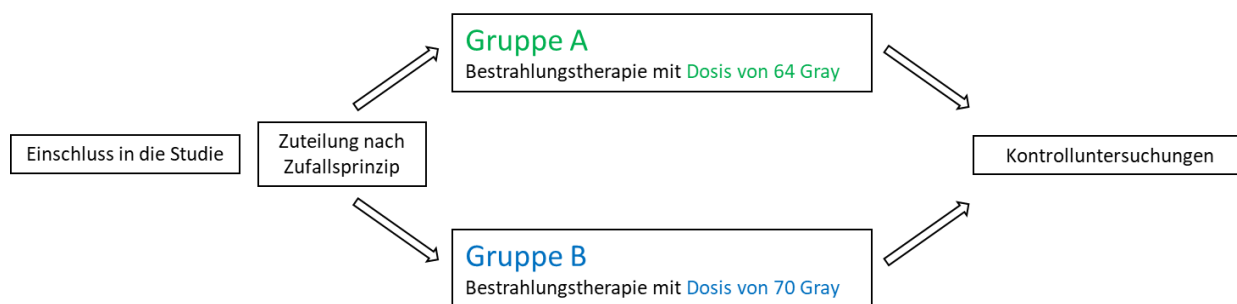 Gruppe A
Bestrahlungstherapie mit Dosis von 64 Gray
Einschluss in die Studie
Zuteilung nach
Zufallsprinzip
Kontrolluntersuchungen
Gruppe B
Bestrahlungstherapie mit Dosis von 70 Gray